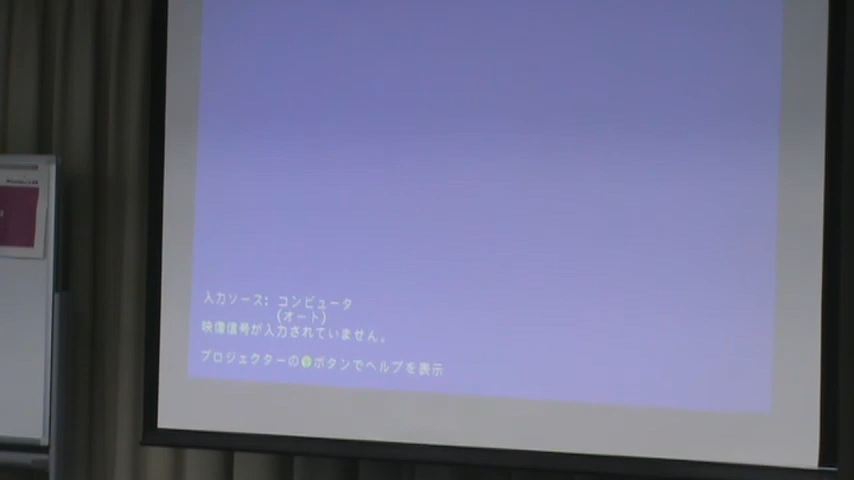 入力ソース: コンピュータ
(オート)
映像信号が入力されていません。
プロジェクターの ボタンでヘルプを表示